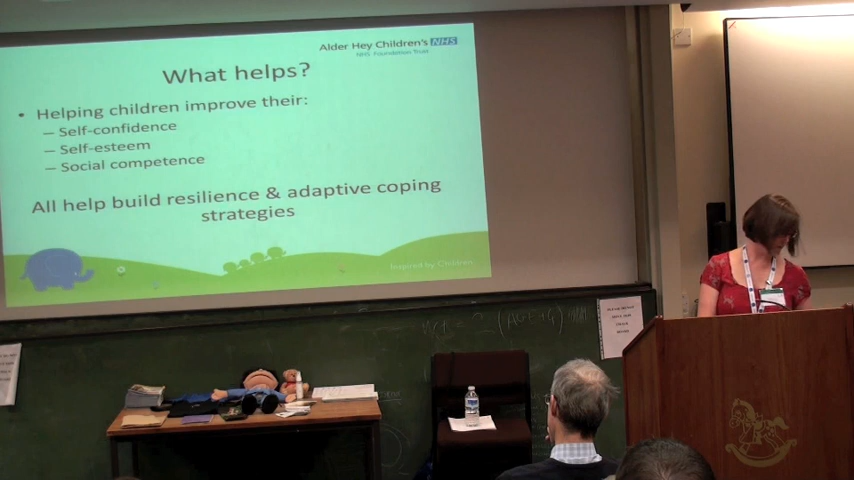 Alder Hey Children's NHS
NHS Foundation Trust
What helps?
• Helping children improve their:
– Self-confidence
– Self-esteem
– Social competence
All help build resilience & adaptive coping
strategies
Inspired by Children